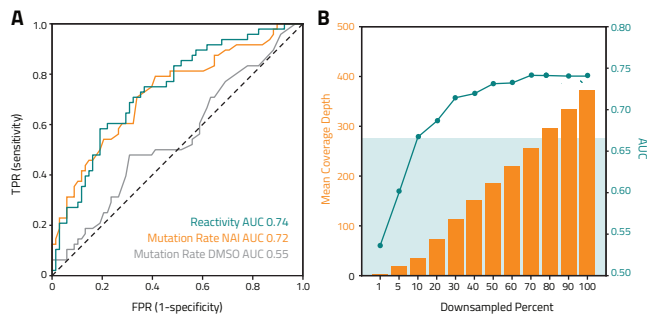 A
TPR (sensitivity)
1.0
0.8
0.6
0.4
0.2
0
Reactivity AUC 0.74
Mutation Rate NAI AUC 0.72
Mutation Rate DMSO AUC 0.55
0 0.2 0.4 0.6 0.8 1.0
FPR (1-specificity)
B
Mean Coverage Depth
500
400
300
200
100
0
0.80
0.75
0.70
0.65
0.60
0.55
0.50
AUC
1 5 10 20 30 40 50 60 70 80 90 100
Downsampled Percent